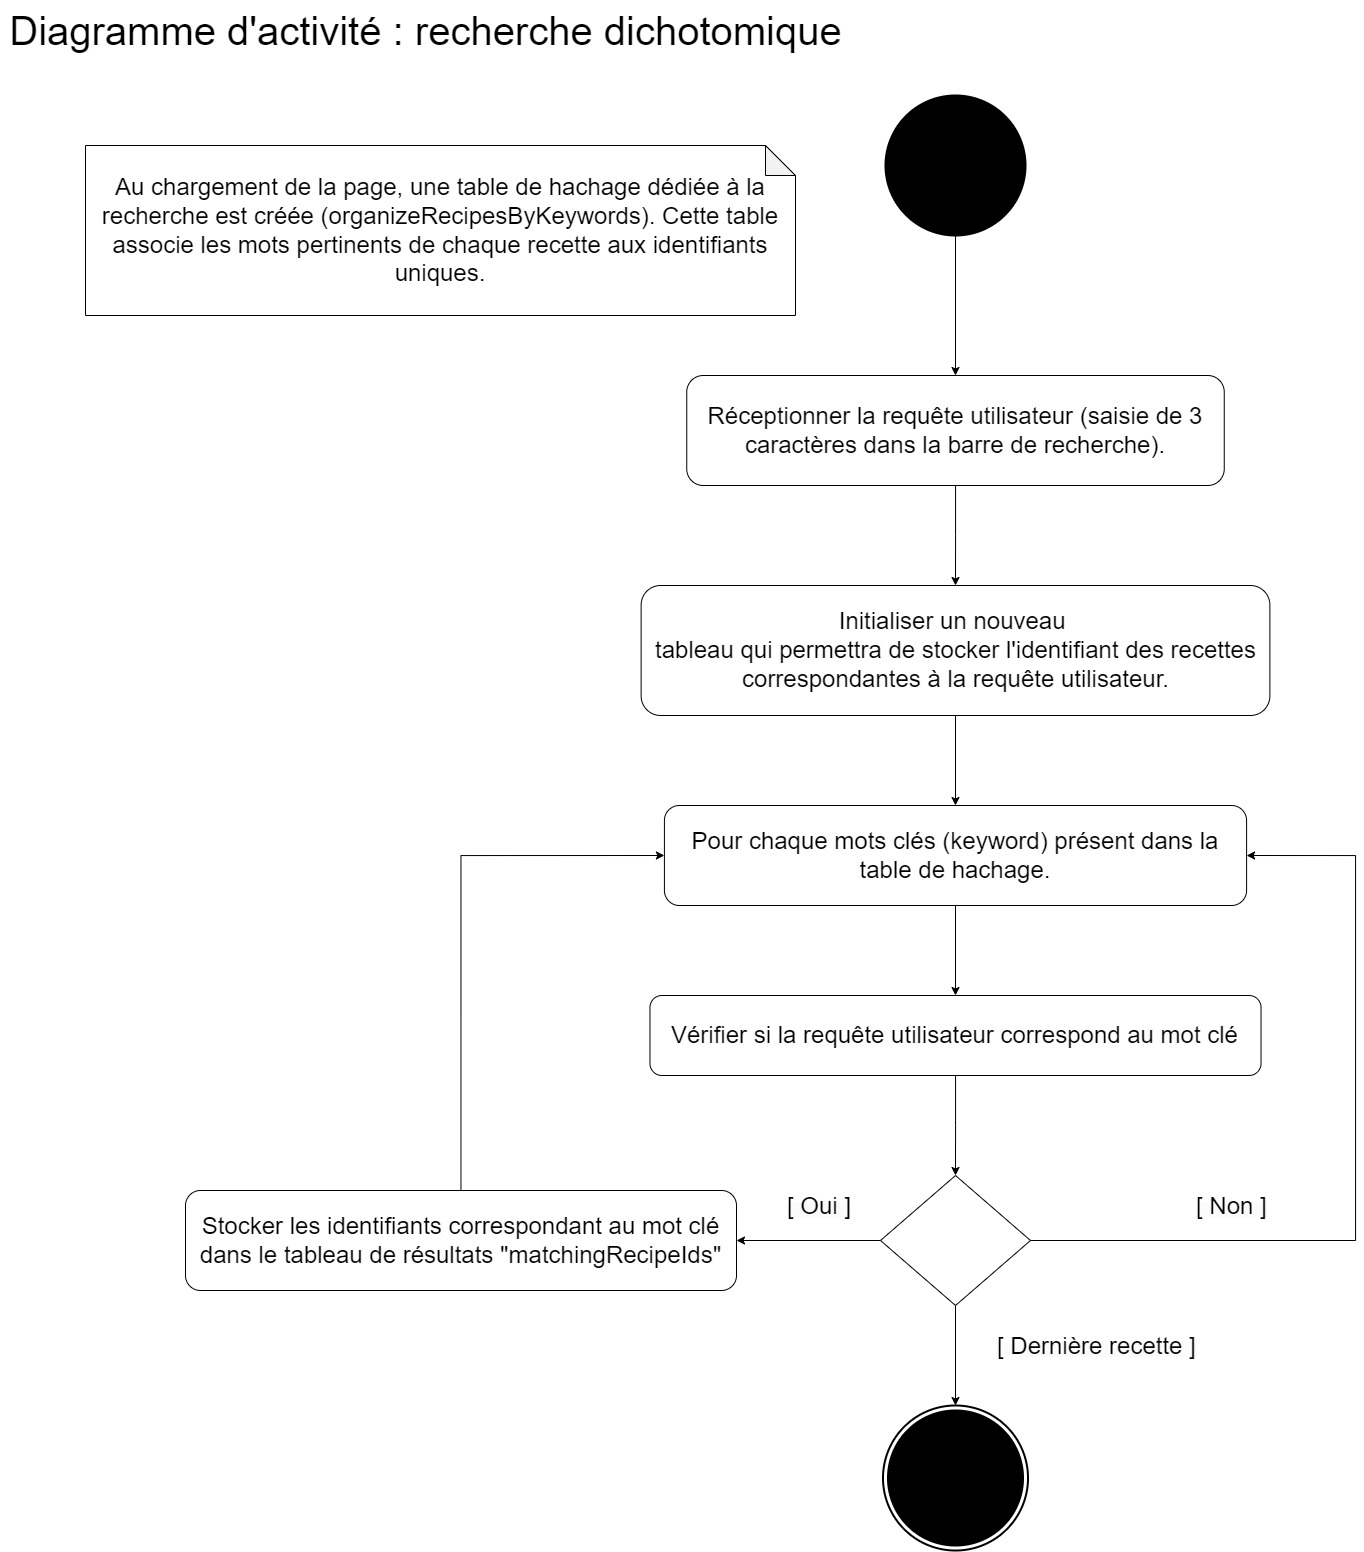 Diagramme d'activité : recherche dichotomique
Au chargement de la page, une table de hachage dédiée à la
recherche est créée (organizeRecipesByKeywords). Cette table
associe les mots pertinents de chaque recette aux identifiants
uniques.
Réceptionner la requête utilisateur (saisie de 3
caractères dans la barre de recherche).
Initialiser un nouveau
tableau qui permettra de stocker l'identifiant des recettes
correspondantes à la requête utilisateur.
Pour chaque mots clés (keyword) présent dans la
table de hachage.
Vérifier si la requête utilisateur correspond au mot clé
[ Oui ]
[ Non ]
Stocker les identifiants correspondant au mot clé
dans le tableau de résultats "matchingRecipeIds"
[ Dernière recette ]